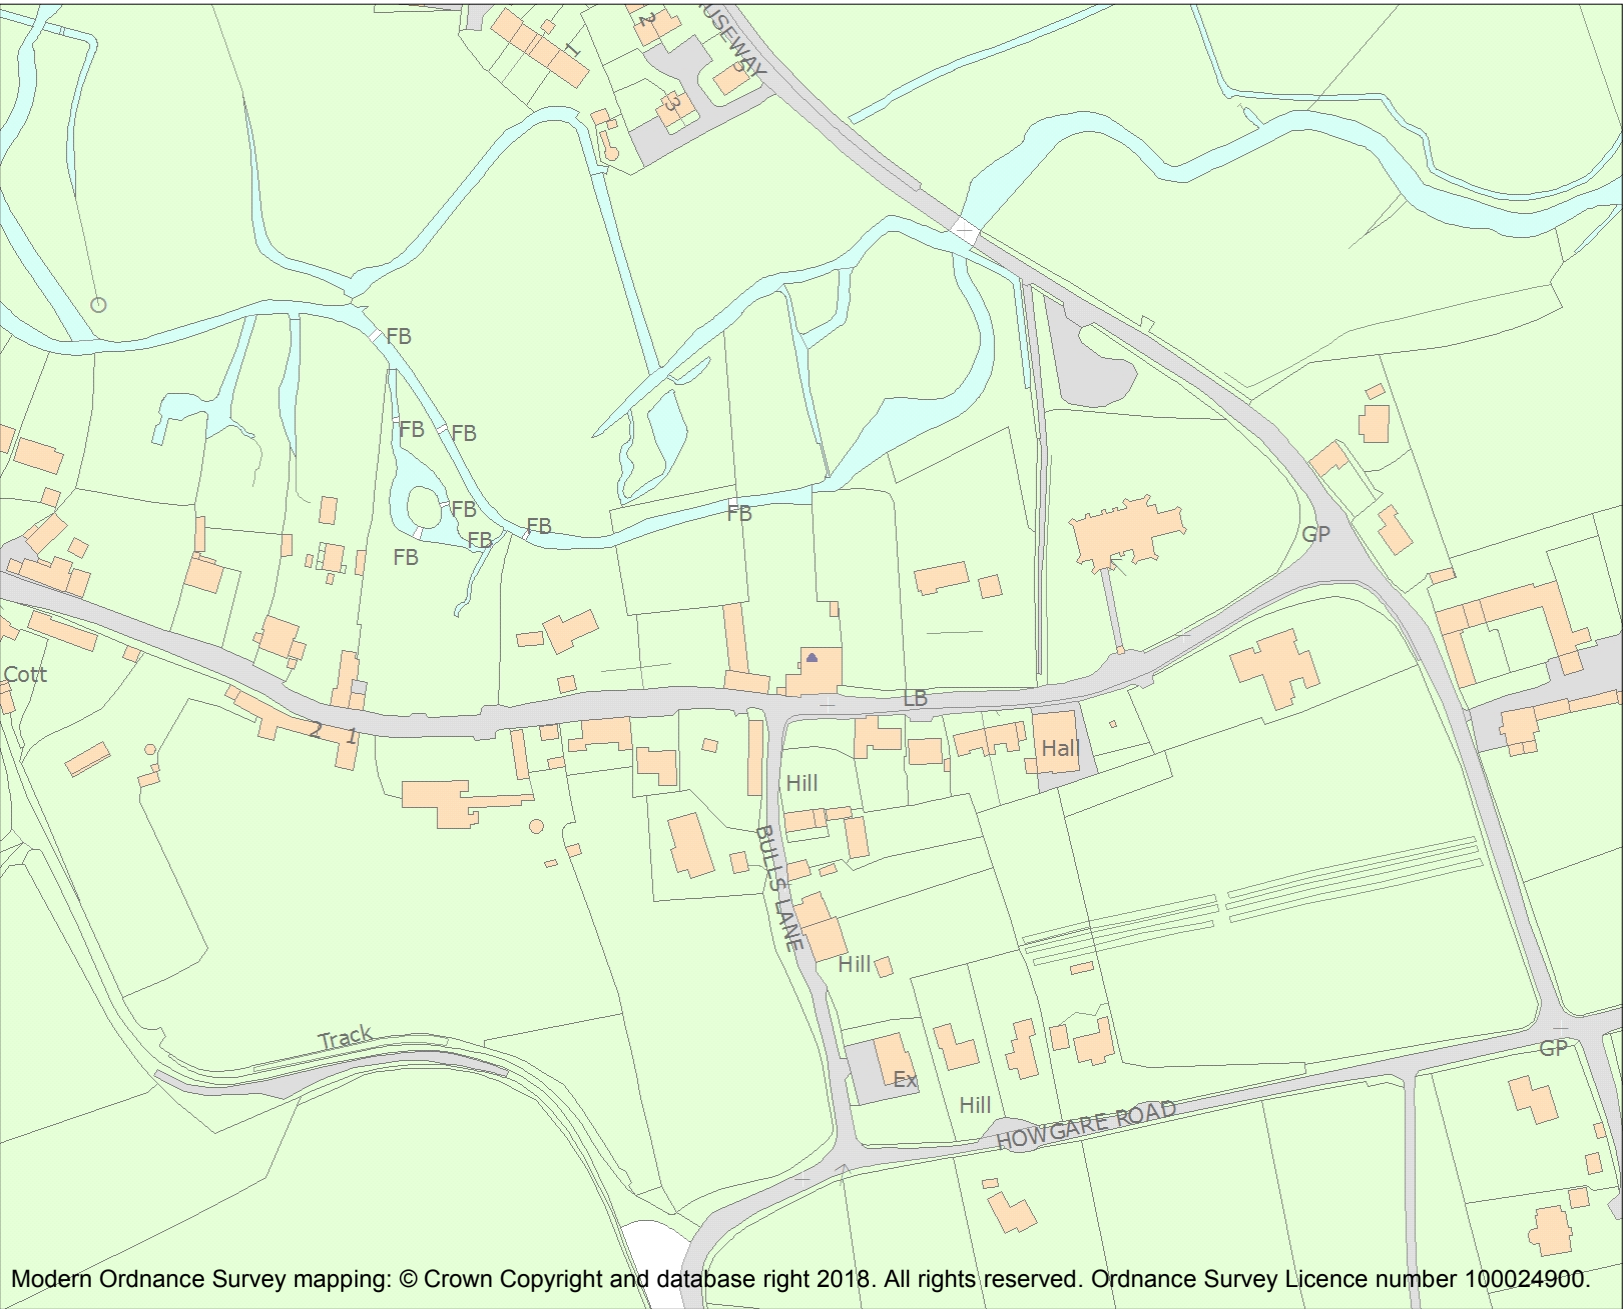 USEWAY
2
1
5
3
FB
FB
FB
FB
FB
FB
FB
FB
GP
Cott
LB
2
1
Hall
Hill
BULLS LANE
Hill
Track
GP
Ex
Hill
HOWGARE ROAD
Modern Ordnance Survey mapping: © Crown Copyright and database right 2018. All rights reserved. Ordnance Survey Licence number 100024900.